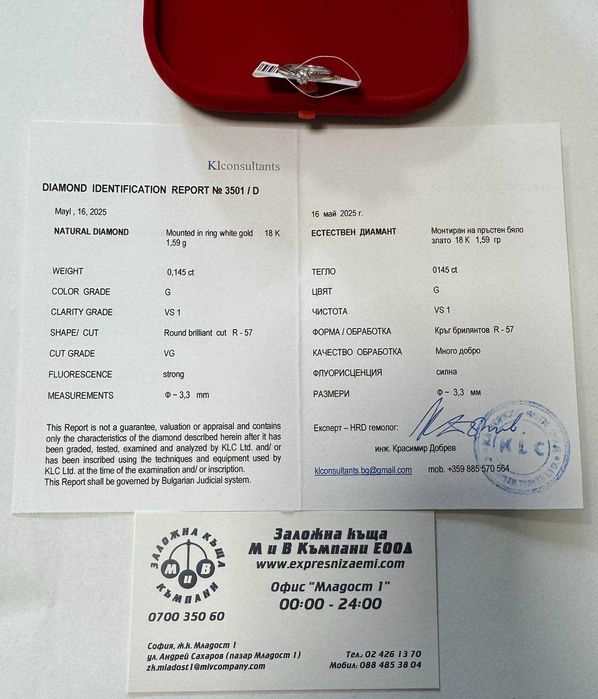 Klconsultants
DIAMOND IDENTIFICATION REPORT № 3501 / D
Mayl , 16, 2025
NATURAL DIAMOND Mounted in ring white gold 18 K
1,59 g
WEIGHT 0,145 ct
COLOR GRADE G
CLARITY GRADE VS 1
SHAPE/ CUT Round brilliant cut R - 57
CUT GRADE VG
FLUORESCENCE strong
MEASUREMENTS Ф ~ 3,3 mm
This Report is not a guarantee, valuation or appraisal and contains
only the characteristics of the diamond described herein after it has
been graded, tested, examined and analyzed by KLC Ltd. and/ or
has been inscribed using the techniques and equipment used by
KLC Ltd. at the time of the examination and/ or inscription.
This Report shall be governed by Bulgarian Judicial system.
16 май 2025 г.
ЕСТЕСТВЕН ДИАМАНТ Монтиран на пръстен бяло
злато 18 K 1,59 гр
ТЕГЛО 0145 ct
ЦВЯТ G
ЧИСТОТА VS 1
ФОРМА / ОБРАБОТКА Кръг брилянтов R - 57
КАЧЕСТВО ОБРАБОТКА Много добро
ФЛУОРИСЦЕНЦИЯ силна
РАЗМЕРИ Ф ~ 3,3 мм
Експерт – HRD гемолог:
инж. Красимир Добрев
klconsultants.bg@gmail.com mob. +359 885 570 564
KLC
ЗАЛОЖНА КЪЩА
М и В
КЪМПАНИ
0700 350 60
Заложна къща
М и В Къмпани ЕООД
www.expresnizaemi.com
Офис "Младост 1"
00:00 - 24:00
София, ж.к. Младост 1
ул. Андрей Сахаров (пазар Младост 1)
zk.mladost1@mivcompany.com
Тел.: 02 426 13 70
Мобил: 088 485 38 04